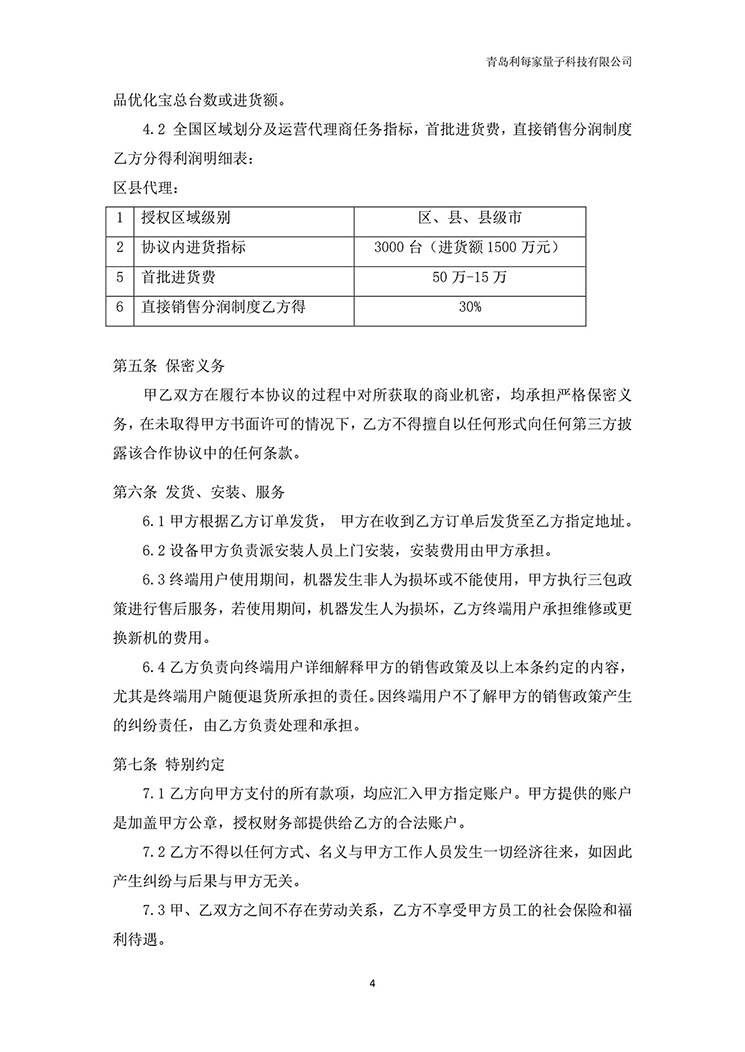 青岛利每家量子科技有限公司
品优化宝总台数或进货额。
4.2 全国区域划分及运营代理商任务指标，首批进货费，直接销售分润制度
乙方分得利润明细表：
区县代理：
1 授权区域级别 区、县、县级市
2 协议内进货指标 3000 台（进货额 1500 万元）
5 首批进货费 50 万-15 万
6 直接销售分润制度乙方得 30%
第五条 保密义务
甲乙双方在履行本协议的过程中对所获取的商业机密，均承担严格保密义
务，在未取得甲方书面许可的情况下，乙方不得擅自以任何形式向任何第三方披
露该合作协议中的任何条款。
第六条 发货、安装、服务
6.1 甲方根据乙方订单发货， 甲方在收到乙方订单后发货至乙方指定地址。
6.2 设备甲方负责派安装人员上门安装，安装费用由甲方承担。
6.3 终端用户使用期间，机器发生非人为损坏或不能使用，甲方执行三包政
策进行售后服务，若使用期间，机器发生人为损坏，乙方终端用户承担维修或更
换新机的费用。
6.4 乙方负责向终端用户详细解释甲方的销售政策及以上本条约定的内容，
尤其是终端用户随便退货所承担的责任。因终端用户不了解甲方的销售政策产生
的纠纷责任，由乙方负责处理和承担。
第七条 特别约定
7.1 乙方向甲方支付的所有款项，均应汇入甲方指定账户。甲方提供的账户
是加盖甲方公章，授权财务部提供给乙方的合法账户。
7.2 乙方不得以任何方式、名义与甲方工作人员发生一切经济往来，如因此
产生纠纷与后果与甲方无关。
7.3 甲、乙双方之间不存在劳动关系，乙方不享受甲方员工的社会保险和福
利待遇。
4